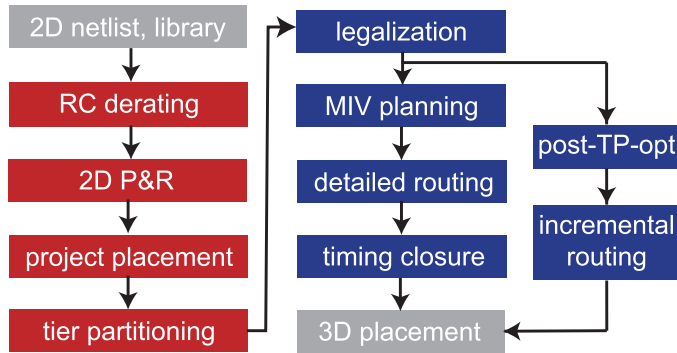 2D netlist, library
RC derating
2D P&R
project placement
tier partitioning
legalization
MIV planning
detailed routing
timing closure
3D placement
post-TP-opt
incremental
routing